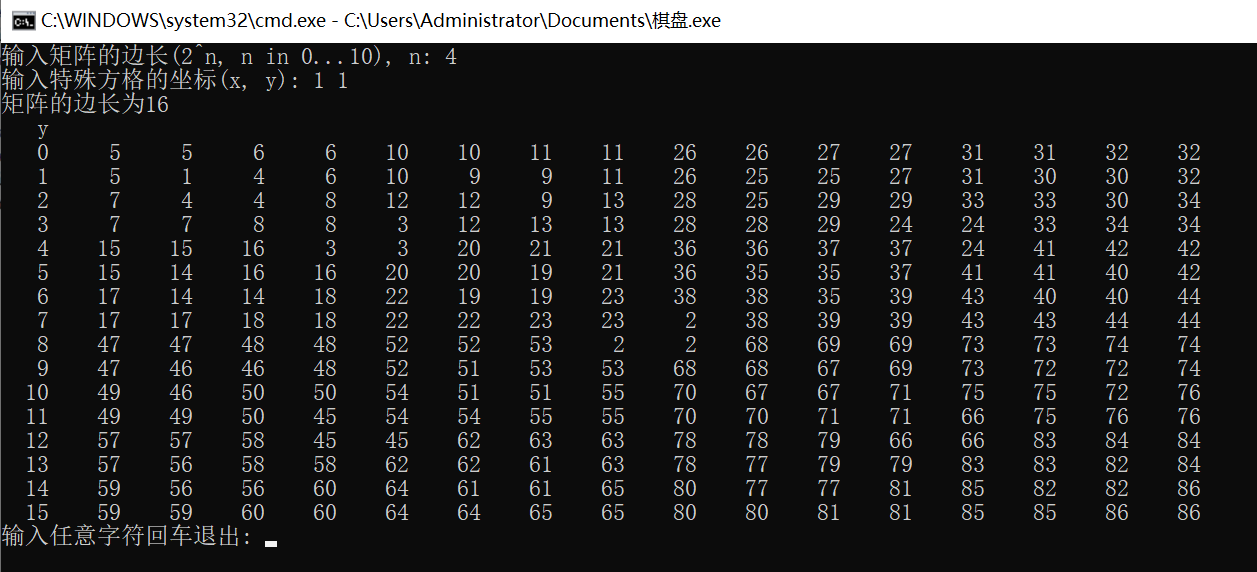 C:\WINDOWS\system32\cmd.exe - C:\Users\Administrator\Documents\棋盘.exe
输入矩阵的边长(2^n, n in 0...10), n: 4
输入特殊方格的坐标(x, y): 1 1
矩阵的边长为16
y
0 5 5 6 6 10 10 11 11 26 26 27 27 31 31 32 32
1 5 1 4 6 10 9 9 11 26 25 25 27 31 30 30 32
2 7 4 4 8 12 12 9 13 28 25 29 29 33 33 30 34
3 7 7 8 8 3 12 13 13 28 28 29 24 24 33 34 34
4 15 15 16 3 3 20 21 21 36 36 37 37 24 41 42 42
5 15 14 16 16 20 20 19 21 36 35 35 37 41 41 40 42
6 17 14 14 18 22 19 19 23 38 38 35 39 43 40 40 44
7 17 17 18 18 22 22 23 23 2 38 39 39 43 43 44 44
8 47 47 48 48 52 52 53 2 2 68 69 69 73 73 74 74
9 47 46 46 48 52 51 53 53 68 68 67 69 73 72 72 74
10 49 46 50 50 54 51 51 55 70 67 67 71 75 75 72 76
11 49 49 50 45 54 54 55 55 70 70 71 71 66 75 76 76
12 57 57 58 45 45 62 63 63 78 78 79 66 66 83 84 84
13 57 56 58 58 62 62 61 63 78 77 79 79 83 83 82 84
14 59 56 56 60 64 61 61 65 80 77 77 81 85 82 82 86
15 59 59 60 60 64 64 65 65 80 80 81 81 85 85 86 86
输入任意字符回车退出: